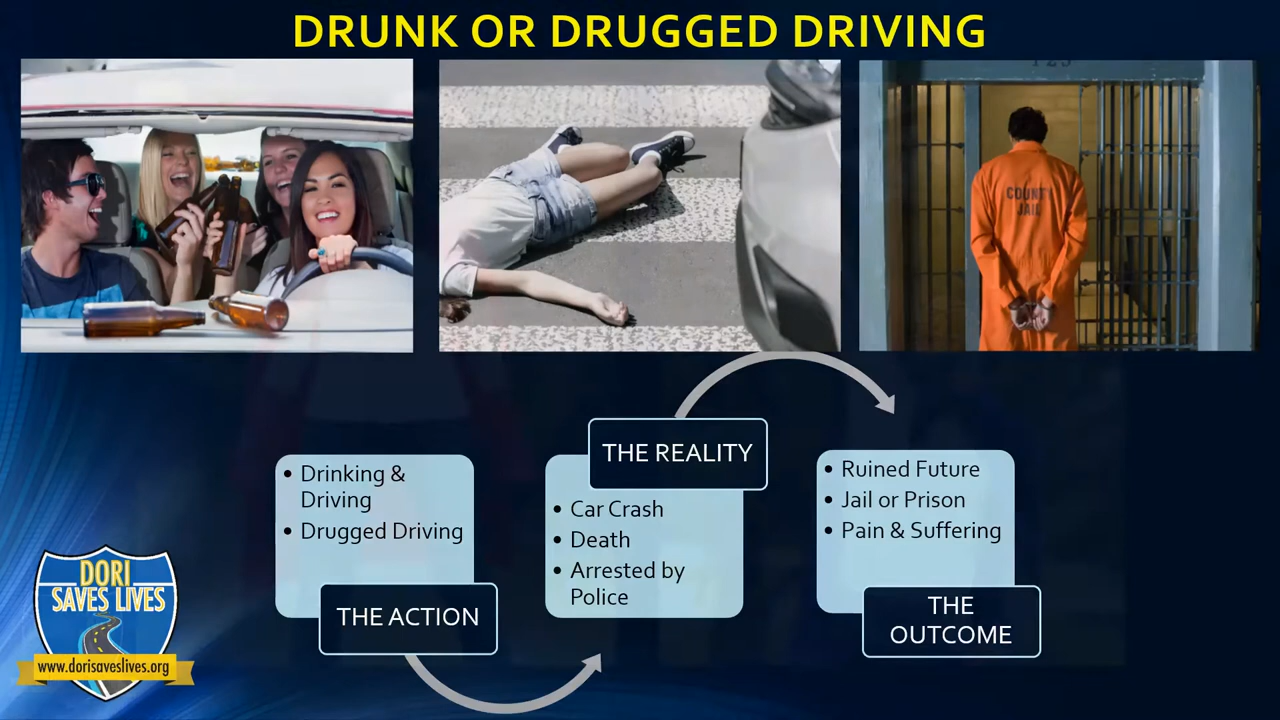 DRUNK OR DRUGGED DRIVING
123
COUNTY
JAIL
• Drinking &
Driving
• Drugged Driving
THE ACTION
THE REALITY
• Car Crash
• Death
• Arrested by
Police
• Ruined Future
• Jail or Prison
• Pain & Suffering
THE
OUTCOME
DORI
SAVES LIVES
www.dorisaveslives.org